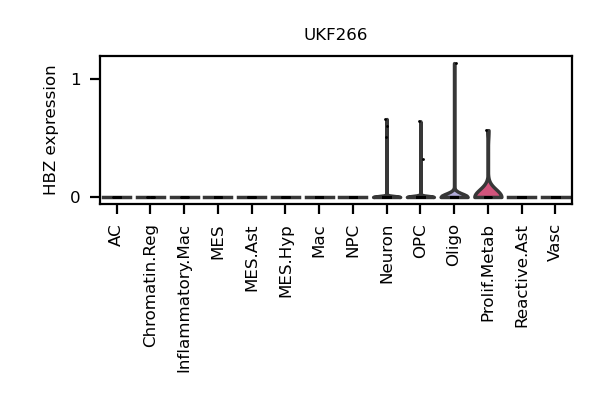 UKF266
HBZ expression
1
0
AC
Chromatin.Reg
Inflammatory.Mac
MES
MES.Ast
MES.Hyp
Mac
NPC
Neuron
OPC
Oligo
Prolif.Metab
Reactive.Ast
Vasc